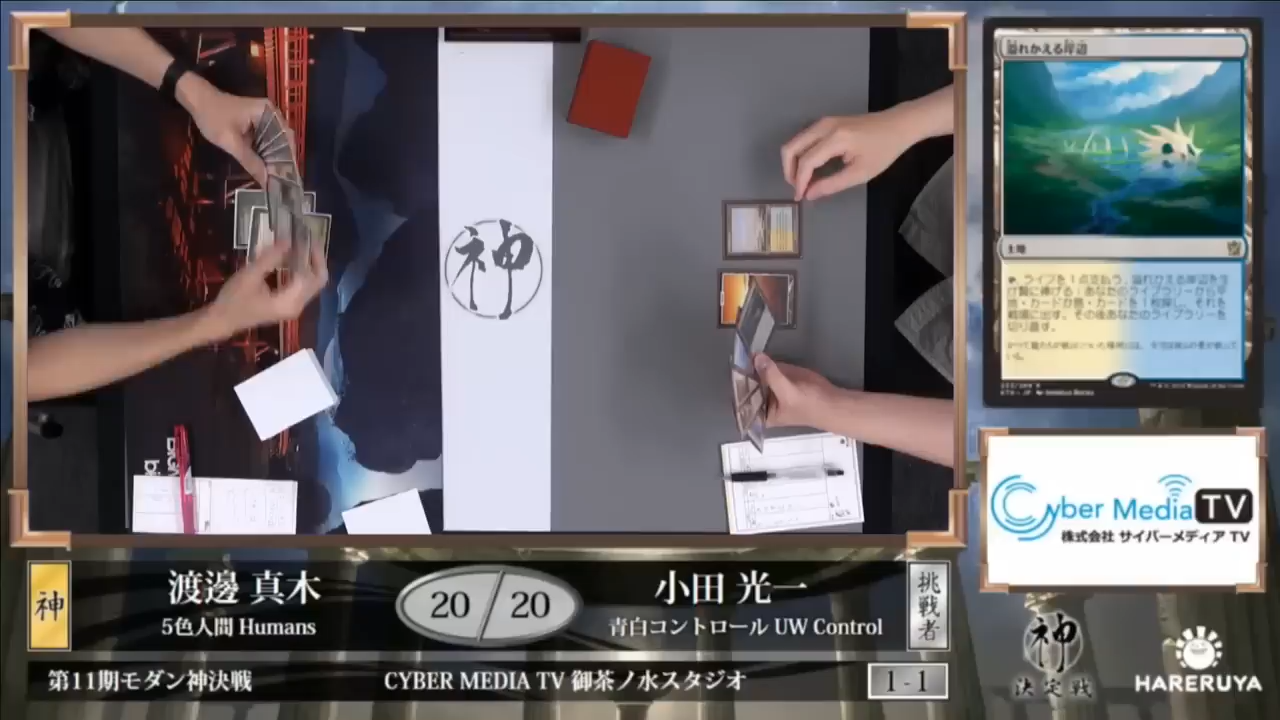 溢れかえる岸辺
土地
神
Cyber Media TV
株式会社 サイバーメディア TV
神
渡邊 真木
5色人間 Humans
20 / 20
小田 光一
青白コントロール UW Control
挑戦者
第11期モダン神決戦
CYBER MEDIA TV 御茶ノ水スタジオ
1 - 1
神
決定戦
HARERUYA